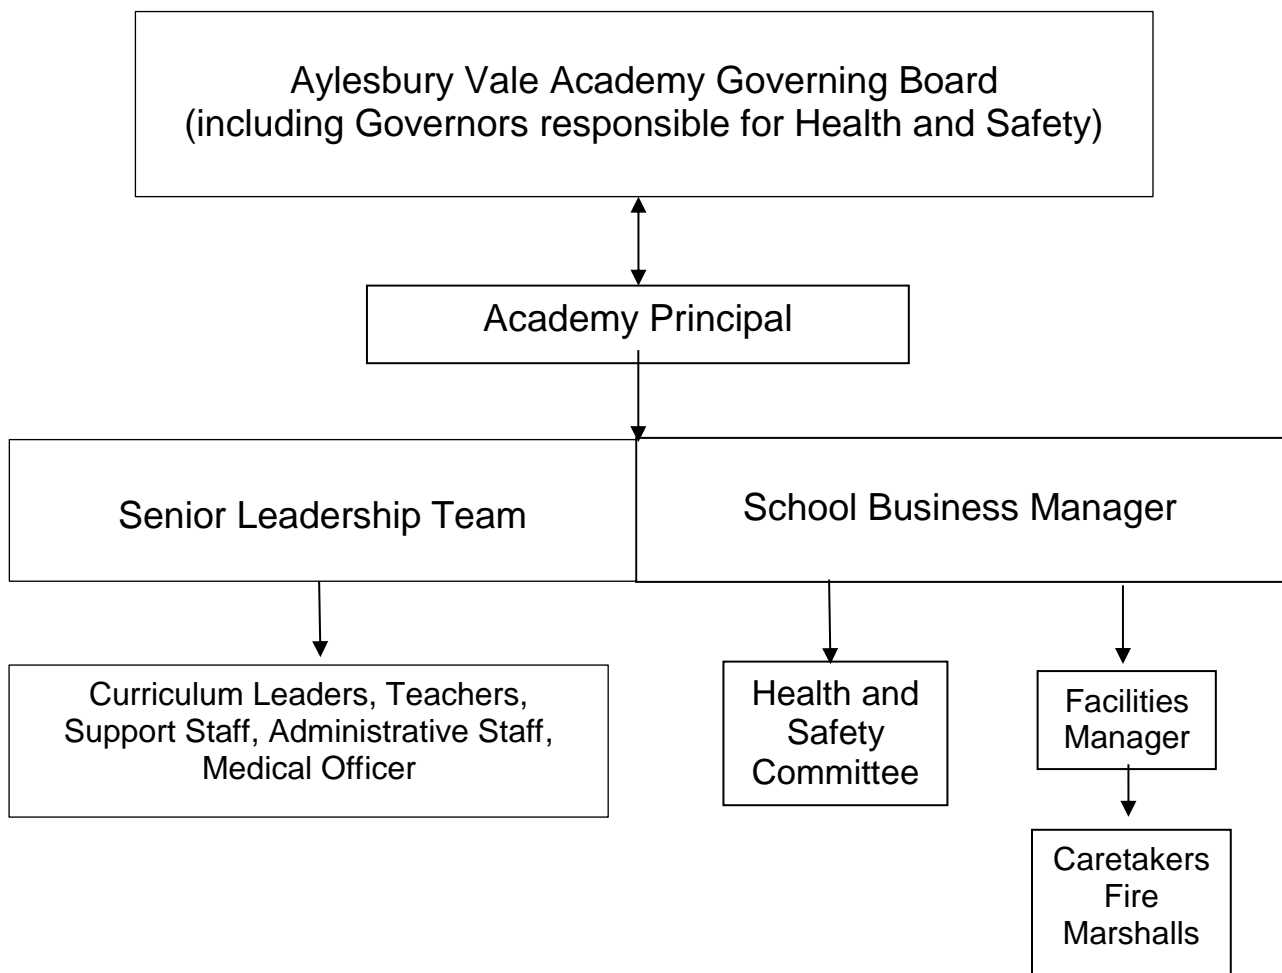 Aylesbury Vale Academy Governing Board
(including Governors responsible for Health and Safety)
Academy Principal
Senior Leadership Team
School Business Manager
Curriculum Leaders, Teachers,
Support Staff, Administrative Staff,
Medical Officer
Health and
Safety
Committee
Facilities
Manager
Caretakers
Fire
Marshalls